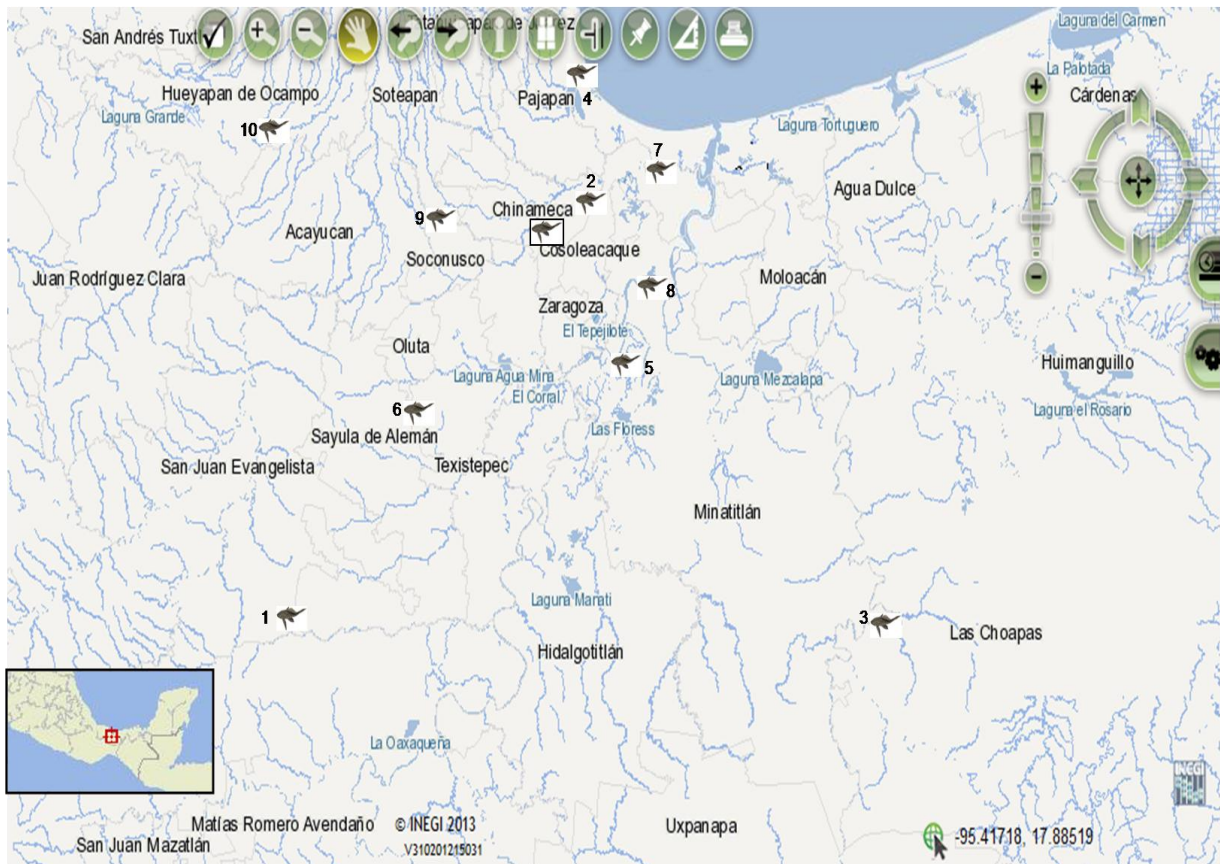 San Andrés Tuxtl
Laguna del Carmen
La Palotada
Hueyapan de Ocampo
Soteapan
Pajapan
4
Cárdenas
Laguna Grande
10
Laguna Tortuguero
7
2
Agua Dulce
Chinameca
9
Acayucan
Cosoleacaque
Soconusco
Juan Rodríguez Clara
Moloacán
8
Zaragoza
El Tepejilote
Oluta
Huimanguillo
5
Laguna Agua Mina
Laguna Mezcalapa
El Corral
6
Laguna el Rosario
Las Floress
Sayula de Alemán
San Juan Evangelista
Texistepec
Minatitlán
Laguna Manati
1
3
Las Choapas
Hidalgotitlán
La Oaxaqueña
INEGI
Matías Romero Avendaño
© INEGI 2013
Uxpanapa
-95.41718, 17.88519
San Juan Mazatlán
V310201215031